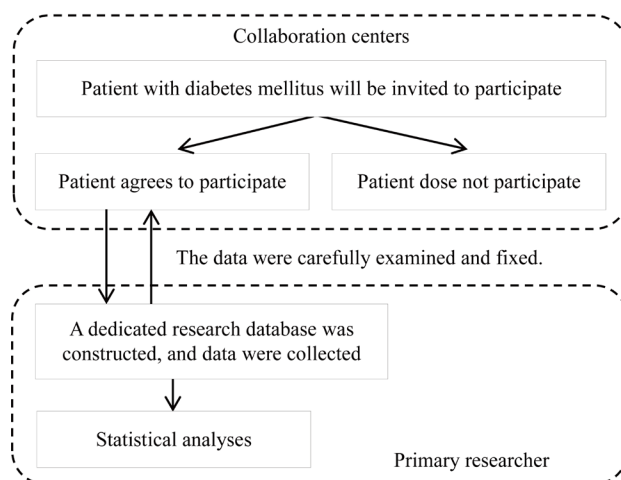 Collaboration centers
Patient with diabetes mellitus will be invited to participate
Patient agrees to participate
Patient dose not participate
The data were carefully examined and fixed.
A dedicated research database was
constructed, and data were collected
Statistical analyses
Primary researcher